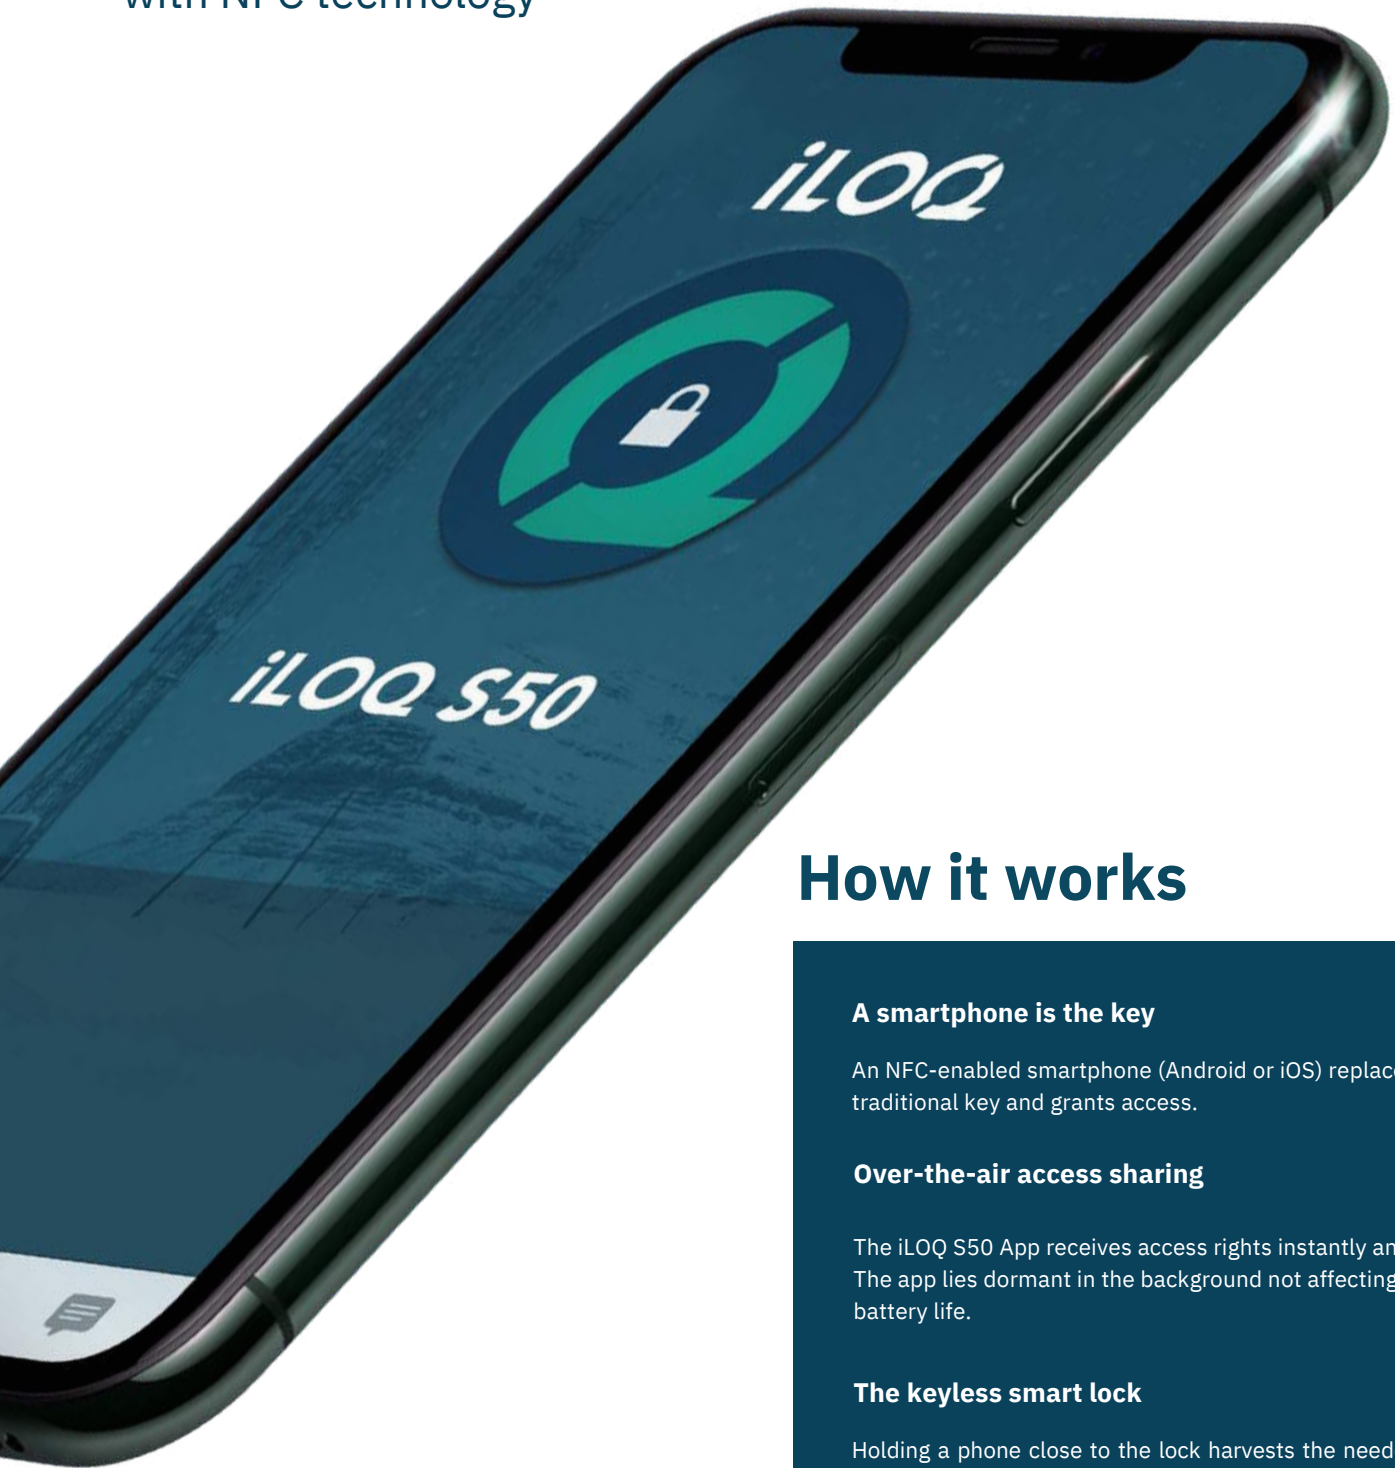 with NFC technology
iLOQ
iLOQ S50
How it works
A smartphone is the key
An NFC-enabled smartphone (Android or iOS)
traditional key and grants access.
Over-the-air access sharing
The iLOQ S50 App receives access rights instantly
The app lies dormant in the background not affecting
battery life.
The keyless smart lock
Holding a phone close to the lock harvests the